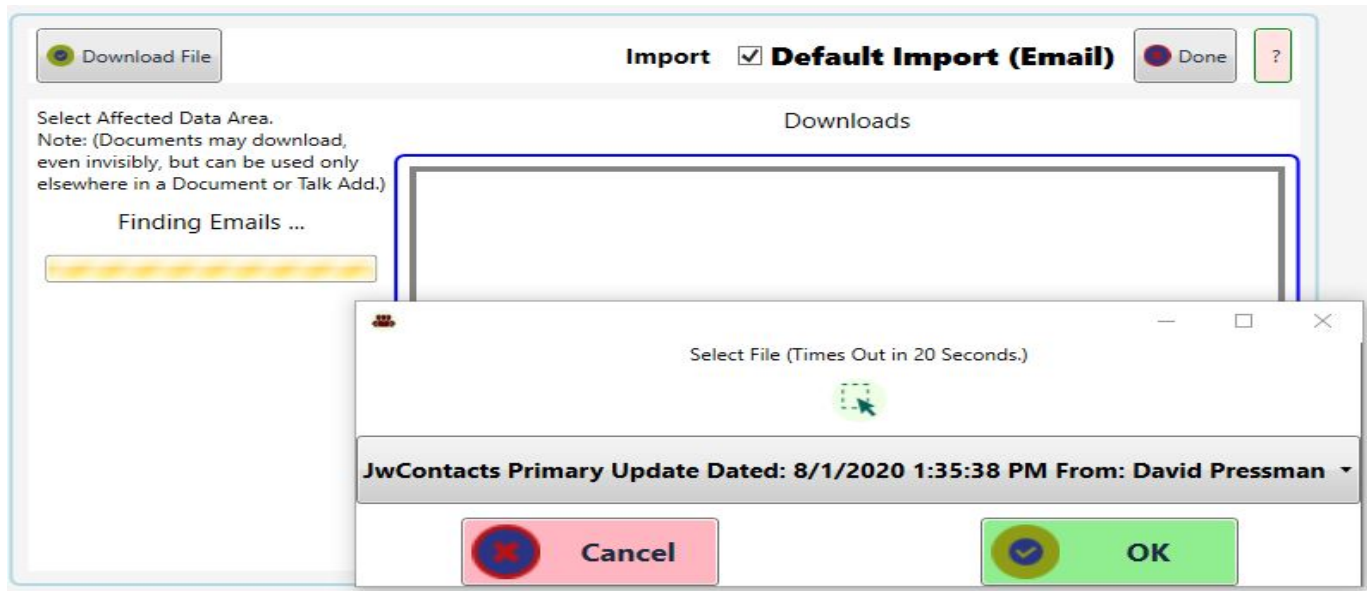 Download File
Import
Default Import (Email)
Done
?
Select Affected Data Area.
Note: (Documents may download,
even invisibly, but can be used only
elsewhere in a Document or Talk Add.)
Finding Emails ...
Downloads
Select File (Times Out in 20 Seconds.)
JwContacts Primary Update Dated: 8/1/2020 1:35:38 PM From: David Pressman
Cancel
OK